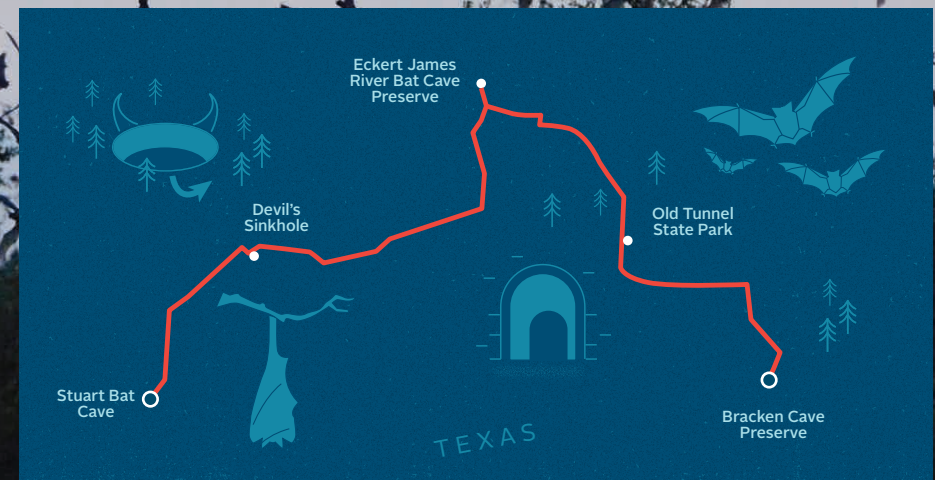 Eckert James
River Bat Cave
Preserve
Devil's
Sinkhole
Old Tunnel
State Park
Stuart Bat
Cave
Bracken Cave
Preserve
TEXAS